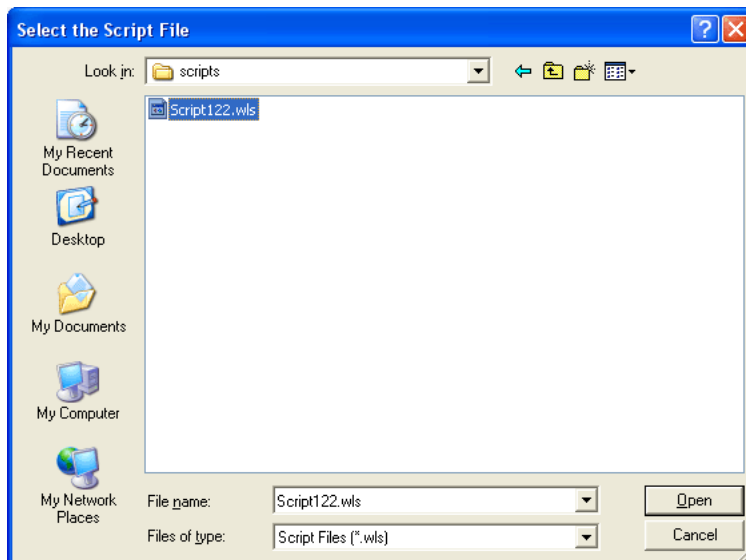 Select the Script File
Look in: scripts
Script122.wls
My Recent
Documents
Desktop
My Documents
My Computer
My Network
Places
File name: Script122.wls Open
Files of type: Script Files (*.wls) Cancel